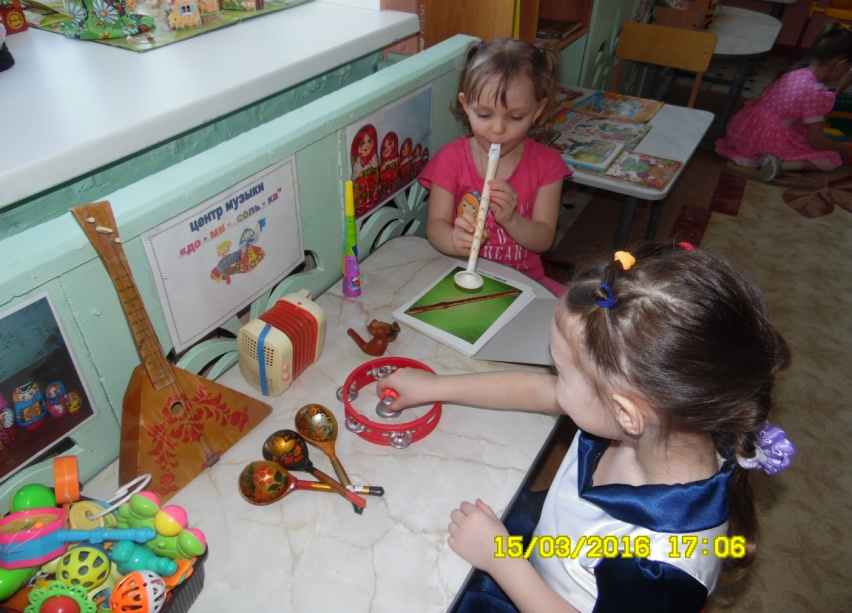 центр музыки
«до - ми - соль - ка"
15/03/2016 17:06